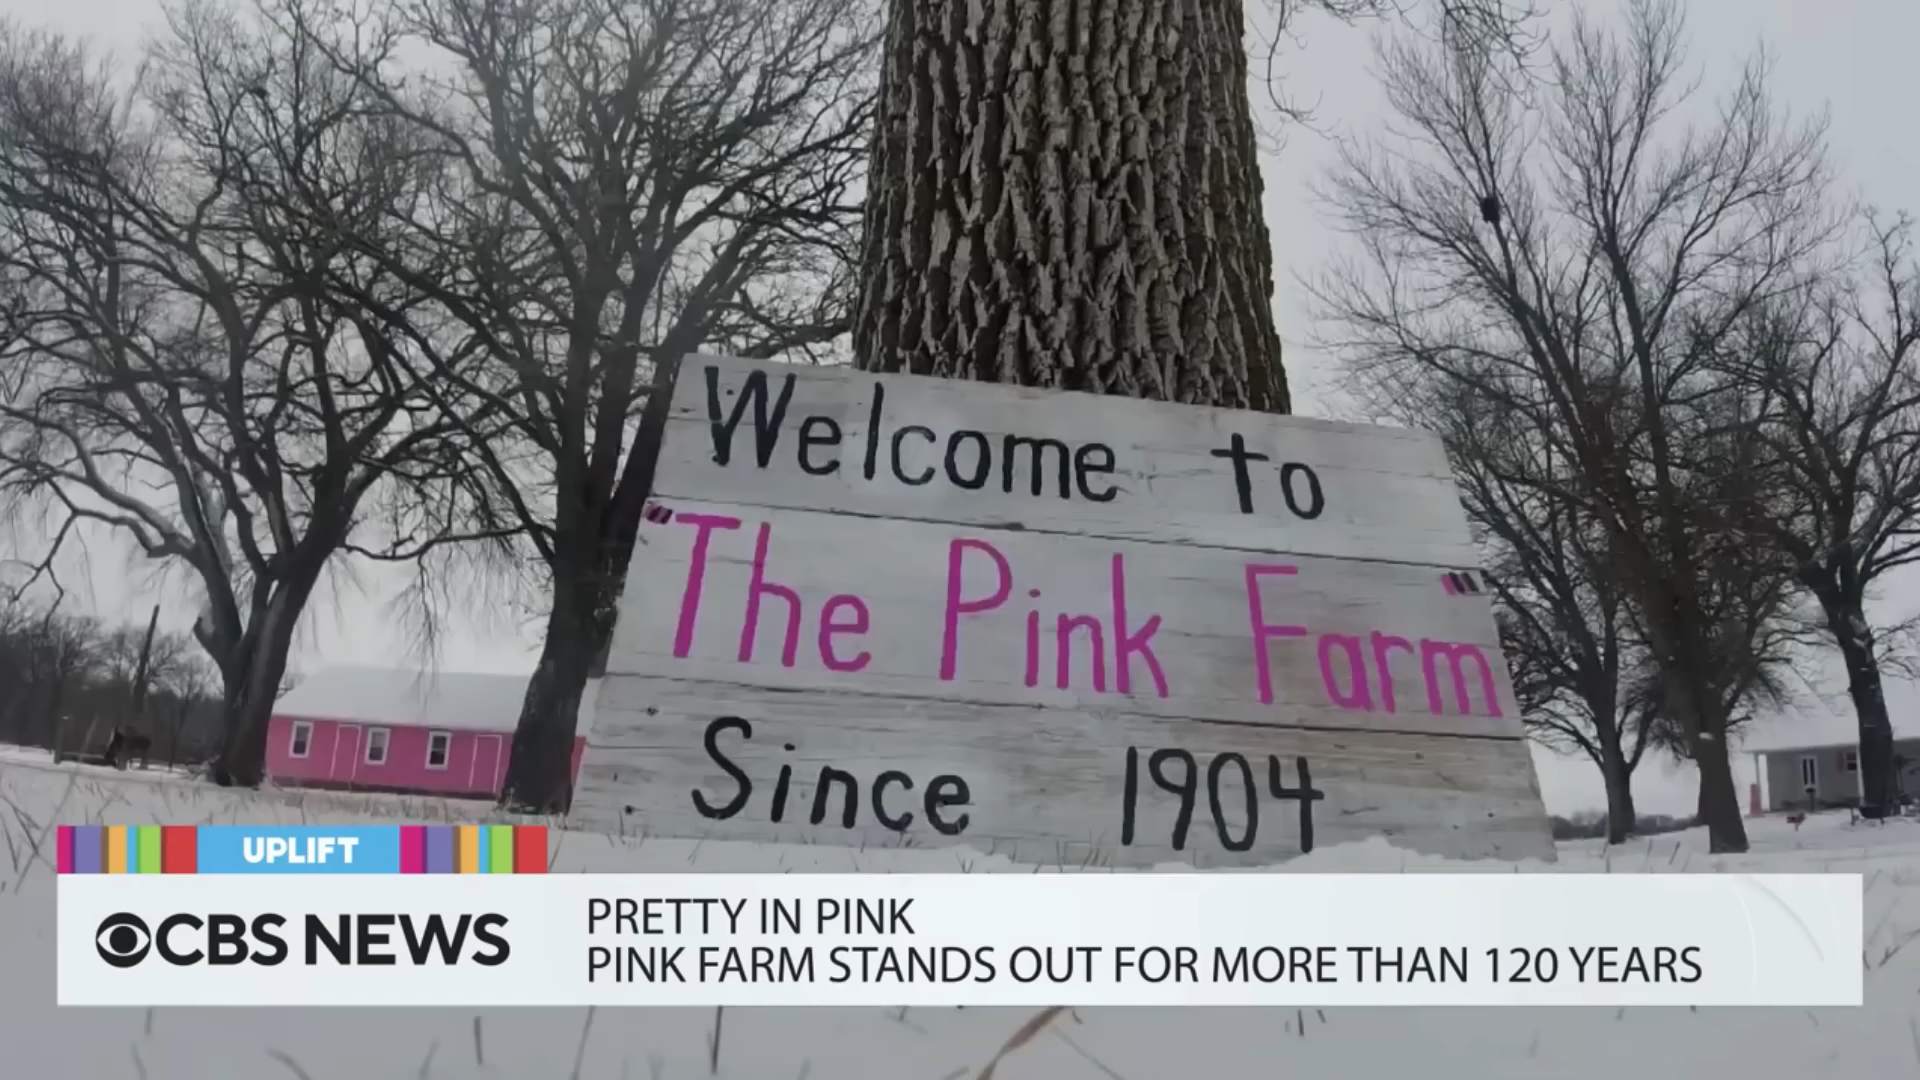 Welcome to
"The Pink Farm"
Since 1904
UPLIFT
CBS NEWS
PRETTY IN PINK
PINK FARM STANDS OUT FOR MORE THAN 120 YEARS